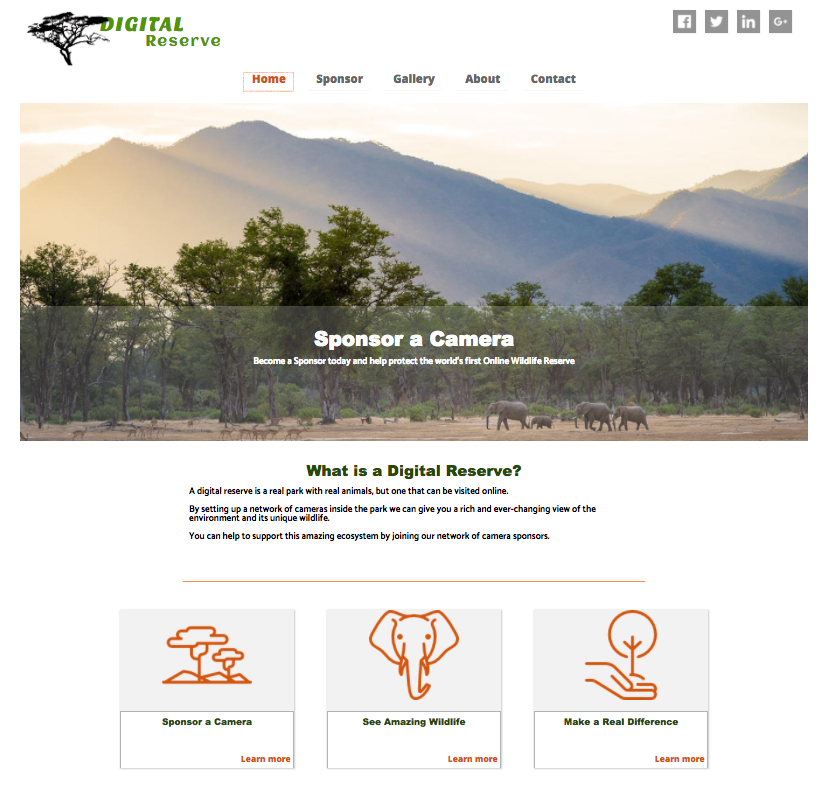 DIGITAL
Reserve
Home Sponsor Gallery About Contact
Sponsor a Camera
Become a Sponsor today and help protect the world's first Online Wildlife Reserve
What is a Digital Reserve?
A digital reserve is a real park with real animals, but one that can be visited online.
By setting up a network of cameras inside the park we can give you a rich and ever-changing view of the
environment and its unique wildlife.
You can help to support this amazing ecosystem by joining our network of camera sponsors.
Sponsor a Camera
Learn more
See Amazing Wildlife
Learn more
Make a Real Difference
Learn more